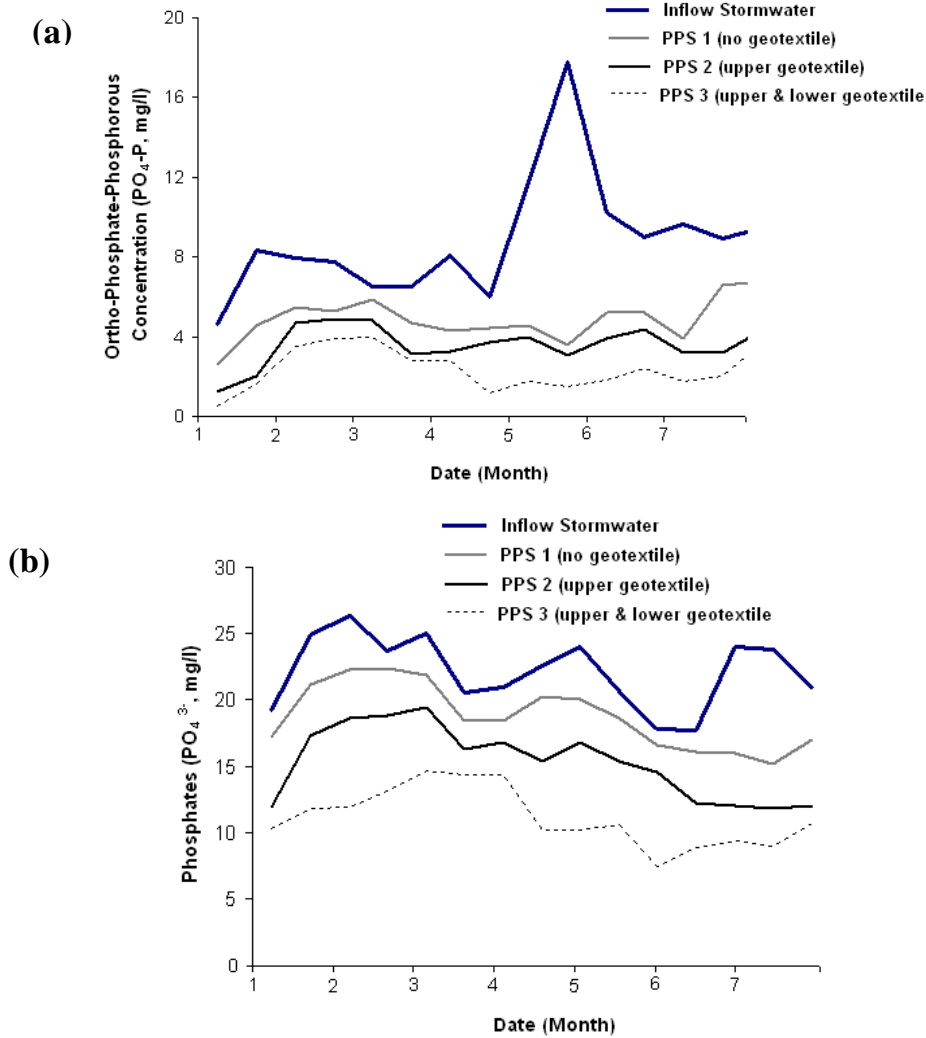 (a)
Inflow Stormwater
PPS 1 (no geotextile)
PPS 2 (upper geotextile)
PPS 3 (upper & lower geotextile
Ortho-Phosphate-Phosphorous
Concentration (PO4-P, mg/l)
20
16
12
8
4
0
1 2 3 4 5 6 7
Date (Month)
(b)
Inflow Stormwater
PPS 1 (no geotextile)
PPS 2 (upper geotextile)
PPS 3 (upper & lower geotextile
Phosphates (PO4 3-, mg/l)
30
25
20
15
10
5
0
1 2 3 4 5 6 7
Date (Month)